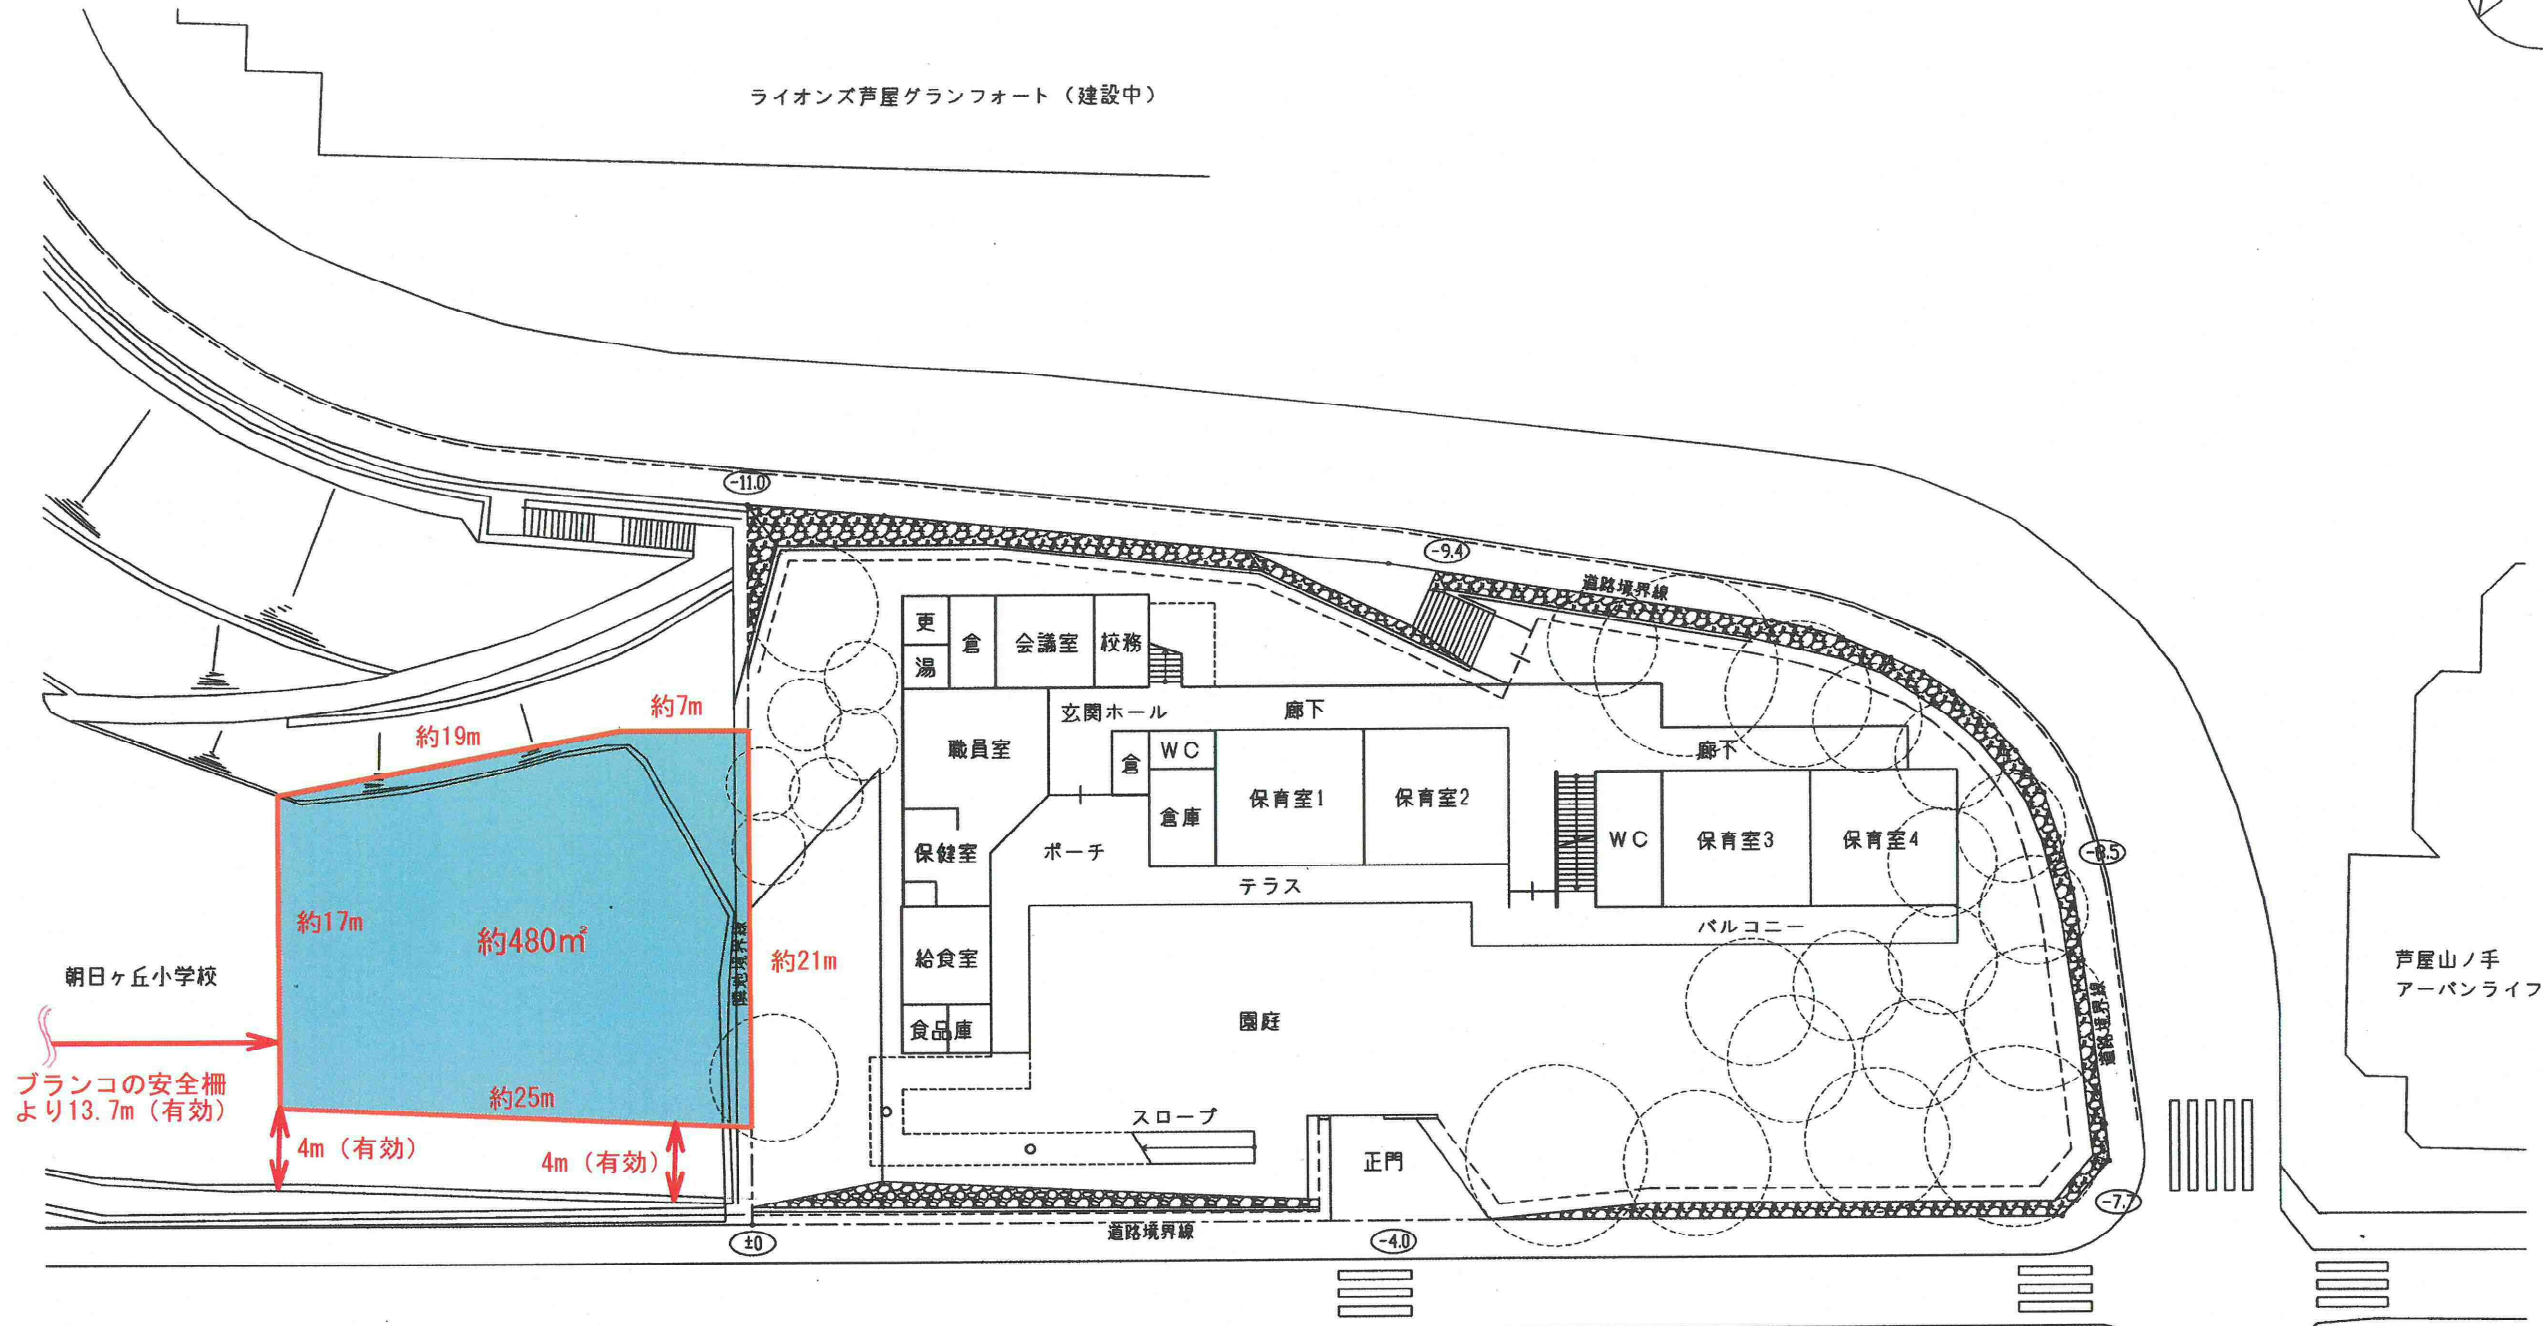 ライオンズ芦屋グランフォート（建設中）
-11.0
-9.4
道路境界線
更
倉
会議室
校務
湯
約7m
玄関ホール
廊下
約19m
職員室
倉
WC
廊下
保育室1
保育室2
倉庫
WC
保育室3
保育室4
保健室
ポーチ
-8.5
テラス
約17m
約480㎡
隣地境界線
バルコニー
給食室
約21m
朝日ヶ丘小学校
芦屋山ノ手
アーバンライフ
道路境界線
食品庫
園庭
ブランコの安全柵
より13.7m（有効）
約25m
スロープ
4m（有効）
4m（有効）
正門
-7.7
道路境界線
±0
-4.0